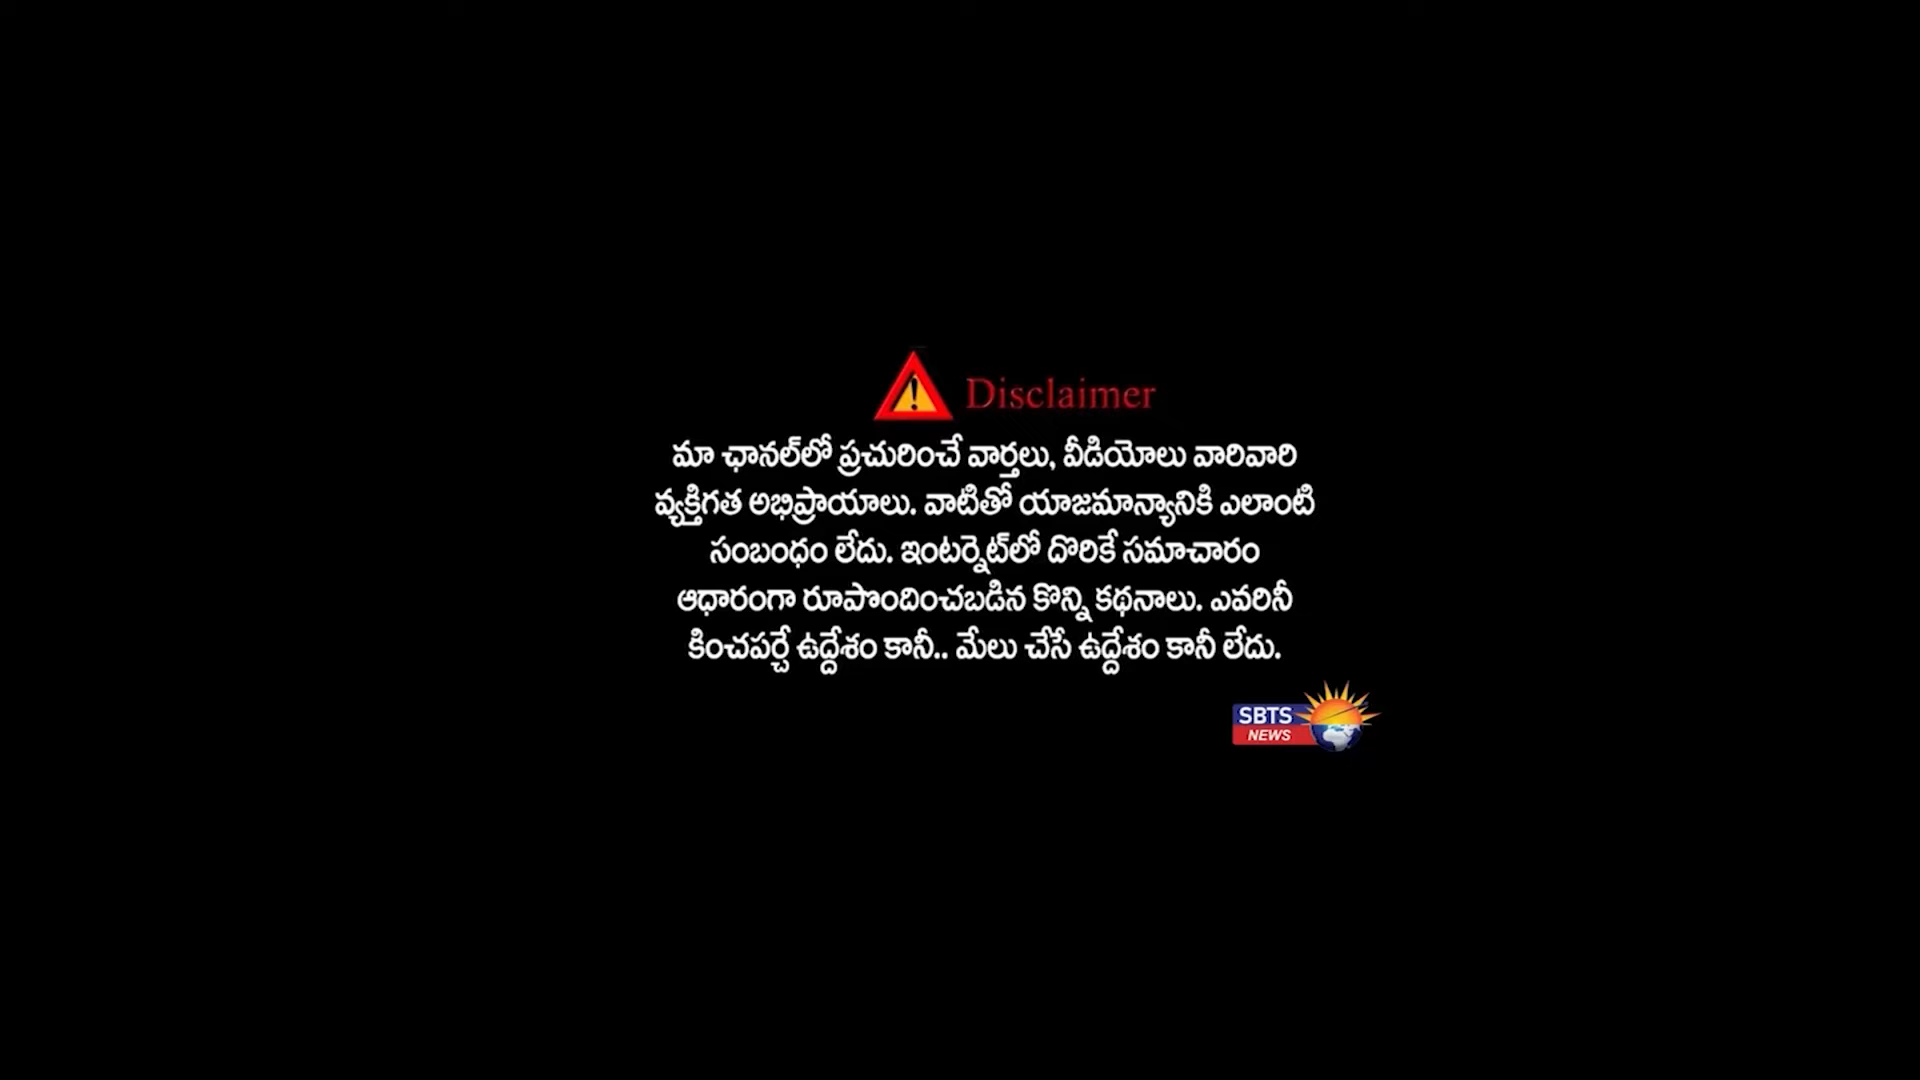 Disclaimer
మా ఛానల్‌లో ప్రచురించే వార్తలు, వీడియోలు వారివారి
వ్యక్తిగత అభిప్రాయాలు. వాటితో యాజమాన్యానికి ఎలాంటి
సంబంధం లేదు. ఇంటర్నెట్‌లో దొరికే సమాచారం
ఆధారంగా రూపొందించబడిన కొన్ని కథనాలు. ఎవరినీ
కించపర్చే ఉద్దేశం కానీ.. మేలు చేసే ఉద్దేశం కానీ లేదు.
SBTS
NEWS